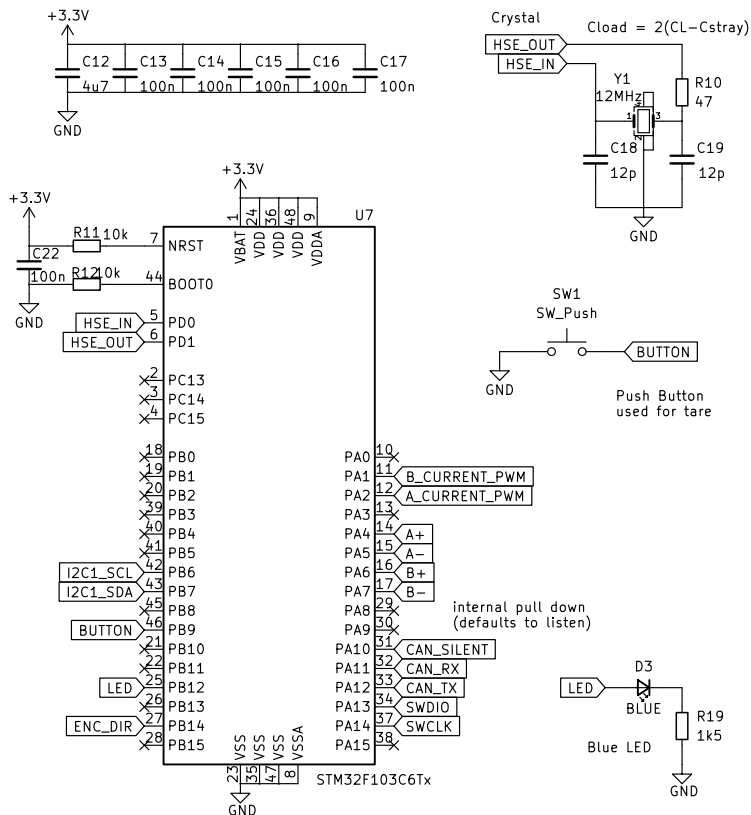 +3.3V
C12
4u7
C13
100n
C14
100n
C15
100n
C16
100n
C17
100n
GND
Crystal
Cload = 2(CL-Cstray)
HSE_OUT
HSE_IN
Y1
12MHz
1
2
3
4
R10
47
C18
12p
C19
12p
GND
+3.3V
R11
10k
C22
100n
R12
10k
GND
+3.3V
U7
1 VBAT
24 VDD
36 VDD
48 VDD
9 VDDA
7 NRST
44 BOOT0
HSE_IN 5 PD0
HSE_OUT 6 PD1
2 PC13
3 PC14
4 PC15
18 PB0
19 PB1
20 PB2
39 PB3
40 PB4
41 PB5
I2C1_SCL 42 PB6
I2C1_SDA 43 PB7
45 PB8
BUTTON 46 PB9
21 PB10
22 PB11
LED 25 PB12
26 PB13
ENC_DIR 27 PB14
28 PB15
PA0 10
PA1 11 B_CURRENT_PWM
PA2 12 A_CURRENT_PWM
PA3 13
PA4 14 A+
PA5 15 A-
PA6 16 B+
PA7 17 B-
PA8 29
PA9 30
PA10 31 CAN_SILENT
PA11 32 CAN_RX
PA12 33 CAN_TX
PA13 34 SWDIO
PA14 37 SWCLK
PA15 38
23 VSS
35 VSS
47 VSS
8 VSSA
STM32F103C6Tx
GND
SW1
SW_Push
BUTTON
GND
Push Button
used for tare
internal pull down
(defaults to listen)
LED
D3
BLUE
R19
1k5
Blue LED
GND